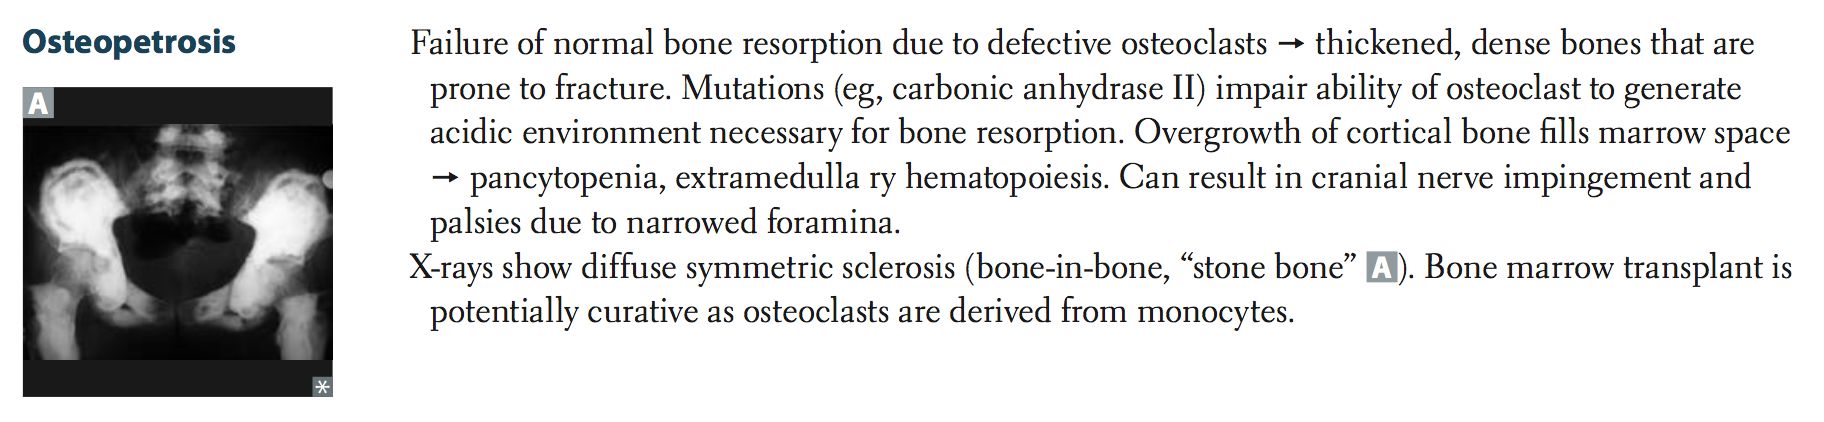 Osteopetrosis
A
*
Failure of normal bone resorption due to defective osteoclasts → thickened, dense bones that are
prone to fracture. Mutations (eg, carbonic anhydrase II) impair ability of osteoclast to generate
acidic environment necessary for bone resorption. Overgrowth of cortical bone fills marrow space
→ pancytopenia, extramedulla ry hematopoiesis. Can result in cranial nerve impingement and
palsies due to narrowed foramina.
X-rays show diffuse symmetric sclerosis (bone-in-bone, “stone bone” A). Bone marrow transplant is
potentially curative as osteoclasts are derived from monocytes.